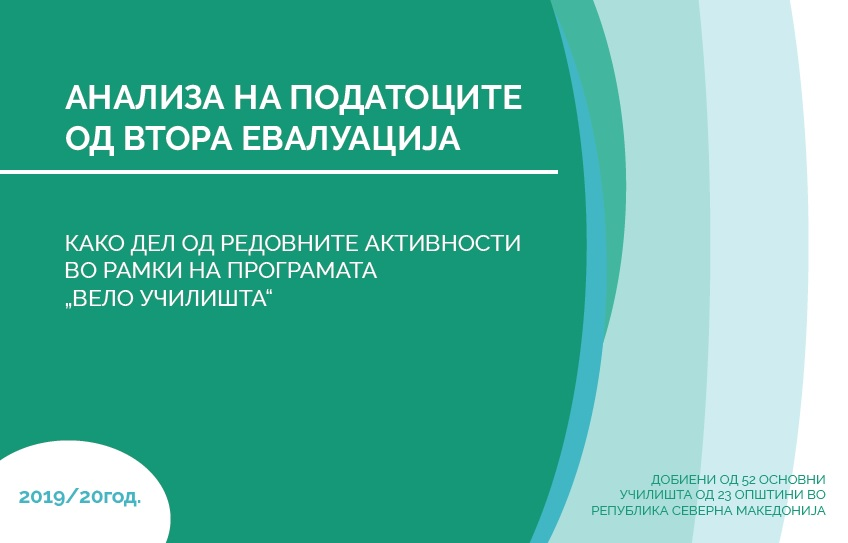 АНАЛИЗА НА ПОДАТОЦИТЕ
ОД ВТОРА ЕВАЛУАЦИЈА
КАКО ДЕЛ ОД РЕДОВНИТЕ АКТИВНОСТИ
ВО РАМКИ НА ПРОГРАМАТА
„ВЕЛО УЧИЛИШТА“
2019/20год.
ДОБИЕНИ ОД 52 ОСНОВНИ
УЧИЛИШТА ОД 23 ОПШТИНИ ВО
РЕПУБЛИКА СЕВЕРНА МАКЕДОНИЈА